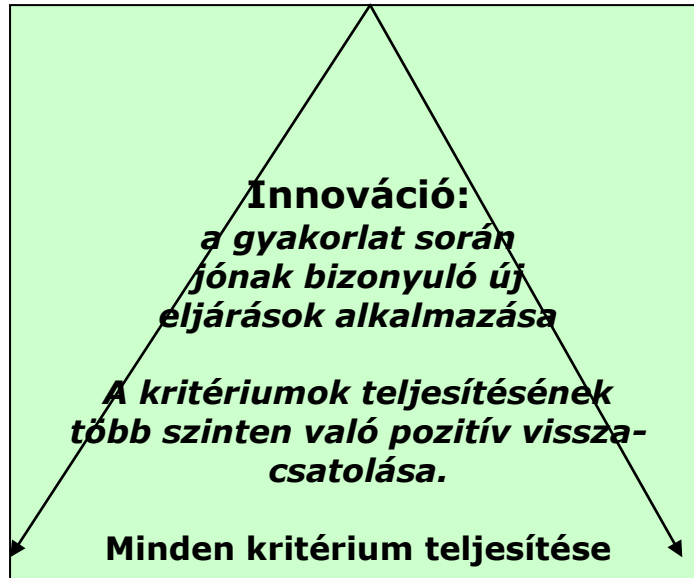 Innováció:
a gyakorlat során
jónak bizonyuló új
eljárások alkalmazása
A kritériumok teljesítésének
több szinten való pozitív vissza-
csatolása.
Minden kritérium teljesítése